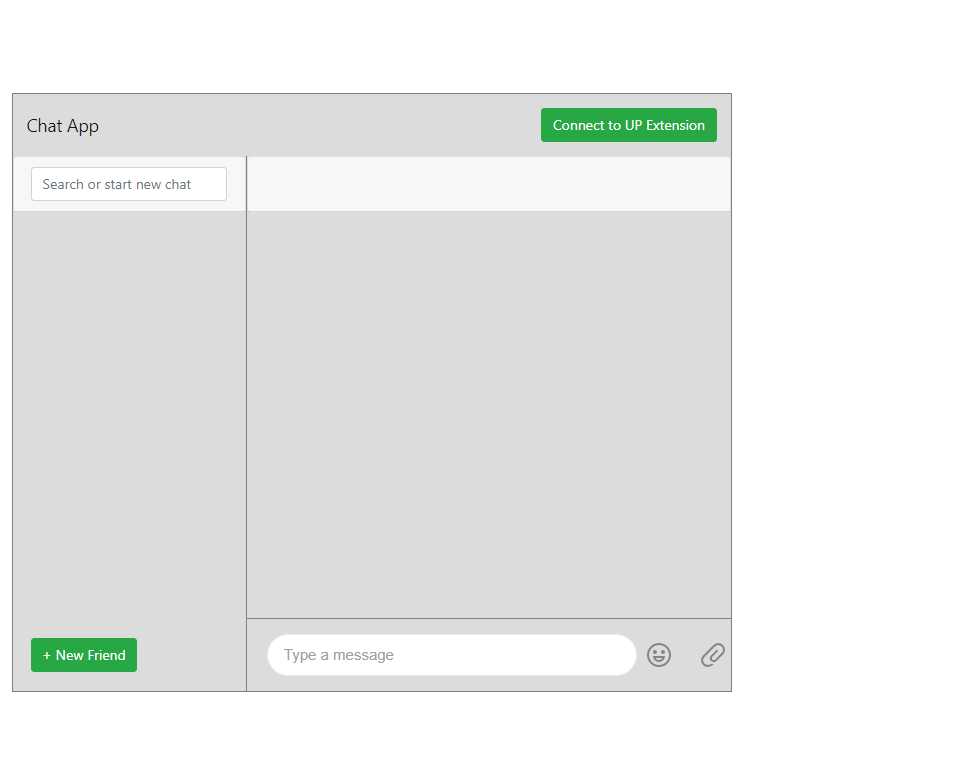 Chat App
Connect to UP Extension
Search or start new chat
+ New Friend
Type a message